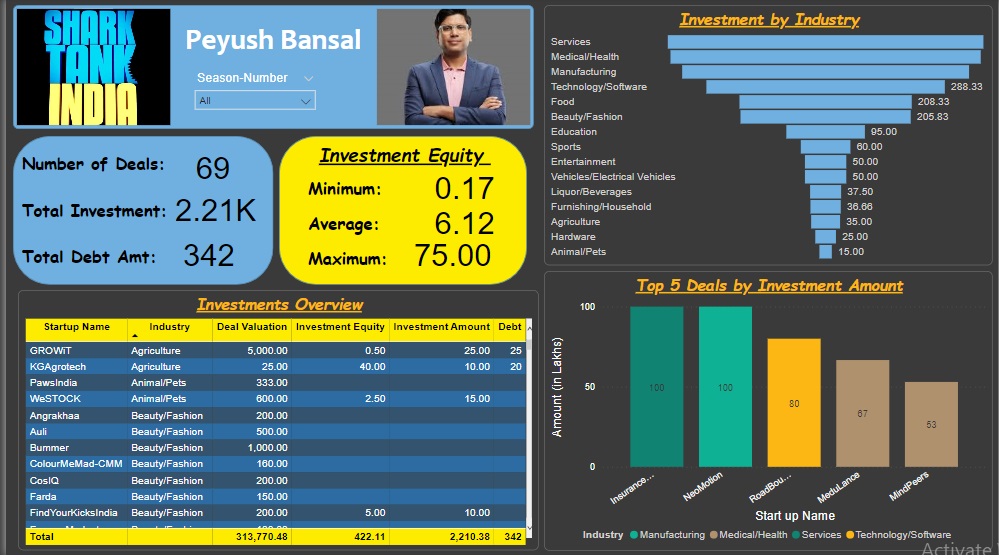 SHARK
TANK
INDIA
Peyush Bansal
Season-Number
All
Number of Deals: 69
Total Investment: 2.21K
Total Debt Amt: 342
Investment Equity
Minimum: 0.17
Average: 6.12
Maximum: 75.00
Investments Overview
Startup Name Industry Deal Valuation Investment Equity Investment Amount Debt
GROWiT Agriculture 5,000.00 0.50 25.00 25
KGAgrotech Agriculture 25.00 40.00 10.00 20
PawsIndia Animal/Pets 333.00
WeSTOCK Animal/Pets 600.00 2.50 15.00
Angrakhaa Beauty/Fashion 200.00
Auli Beauty/Fashion 500.00
Bummer Beauty/Fashion 1,000.00
ColourMeMad-CMM Beauty/Fashion 160.00
CosIQ Beauty/Fashion 200.00
Farda Beauty/Fashion 150.00
FindYourKicksIndia Beauty/Fashion 200.00 5.00 10.00
Total 313,770.48 422.11 2,210.38 342
Investment by Industry
Services
Medical/Health
Manufacturing
Technology/Software 288.33
Food 208.33
Beauty/Fashion 205.83
Education 95.00
Sports 60.00
Entertainment 50.00
Vehicles/Electrical Vehicles 50.00
Liquor/Beverages 37.50
Furnishing/Household 36.66
Agriculture 35.00
Hardware 25.00
Animal/Pets 15.00
Top 5 Deals by Investment Amount
Amount (in Lakhs)
100
50
0
100
100
80
67
53
Insurance...
NeoMotion
RoadBou...
MeduLance
MindPeers
Start up Name
Industry Manufacturing Medical/Health Services Technology/Software
Activate